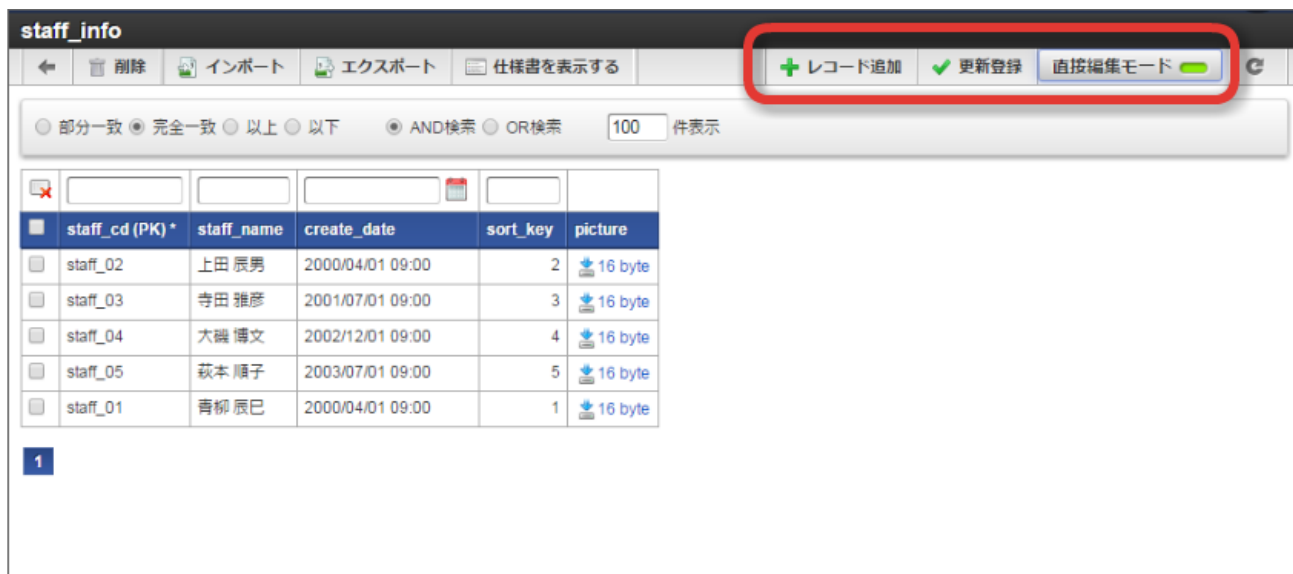 staff_info
削除 インポート エクスポート 仕様書を表示する レコード追加 更新登録 直接編集モード
部分一致 完全一致 以上 以下 AND検索 OR検索 100 件表示
staff_cd (PK) * staff_name create_date sort_key picture
staff_02 上田 辰男 2000/04/01 09:00 2 16 byte
staff_03 寺田 雅彦 2001/07/01 09:00 3 16 byte
staff_04 大磯 博文 2002/12/01 09:00 4 16 byte
staff_05 萩本 順子 2003/07/01 09:00 5 16 byte
staff_01 青柳 辰巳 2000/04/01 09:00 1 16 byte
1